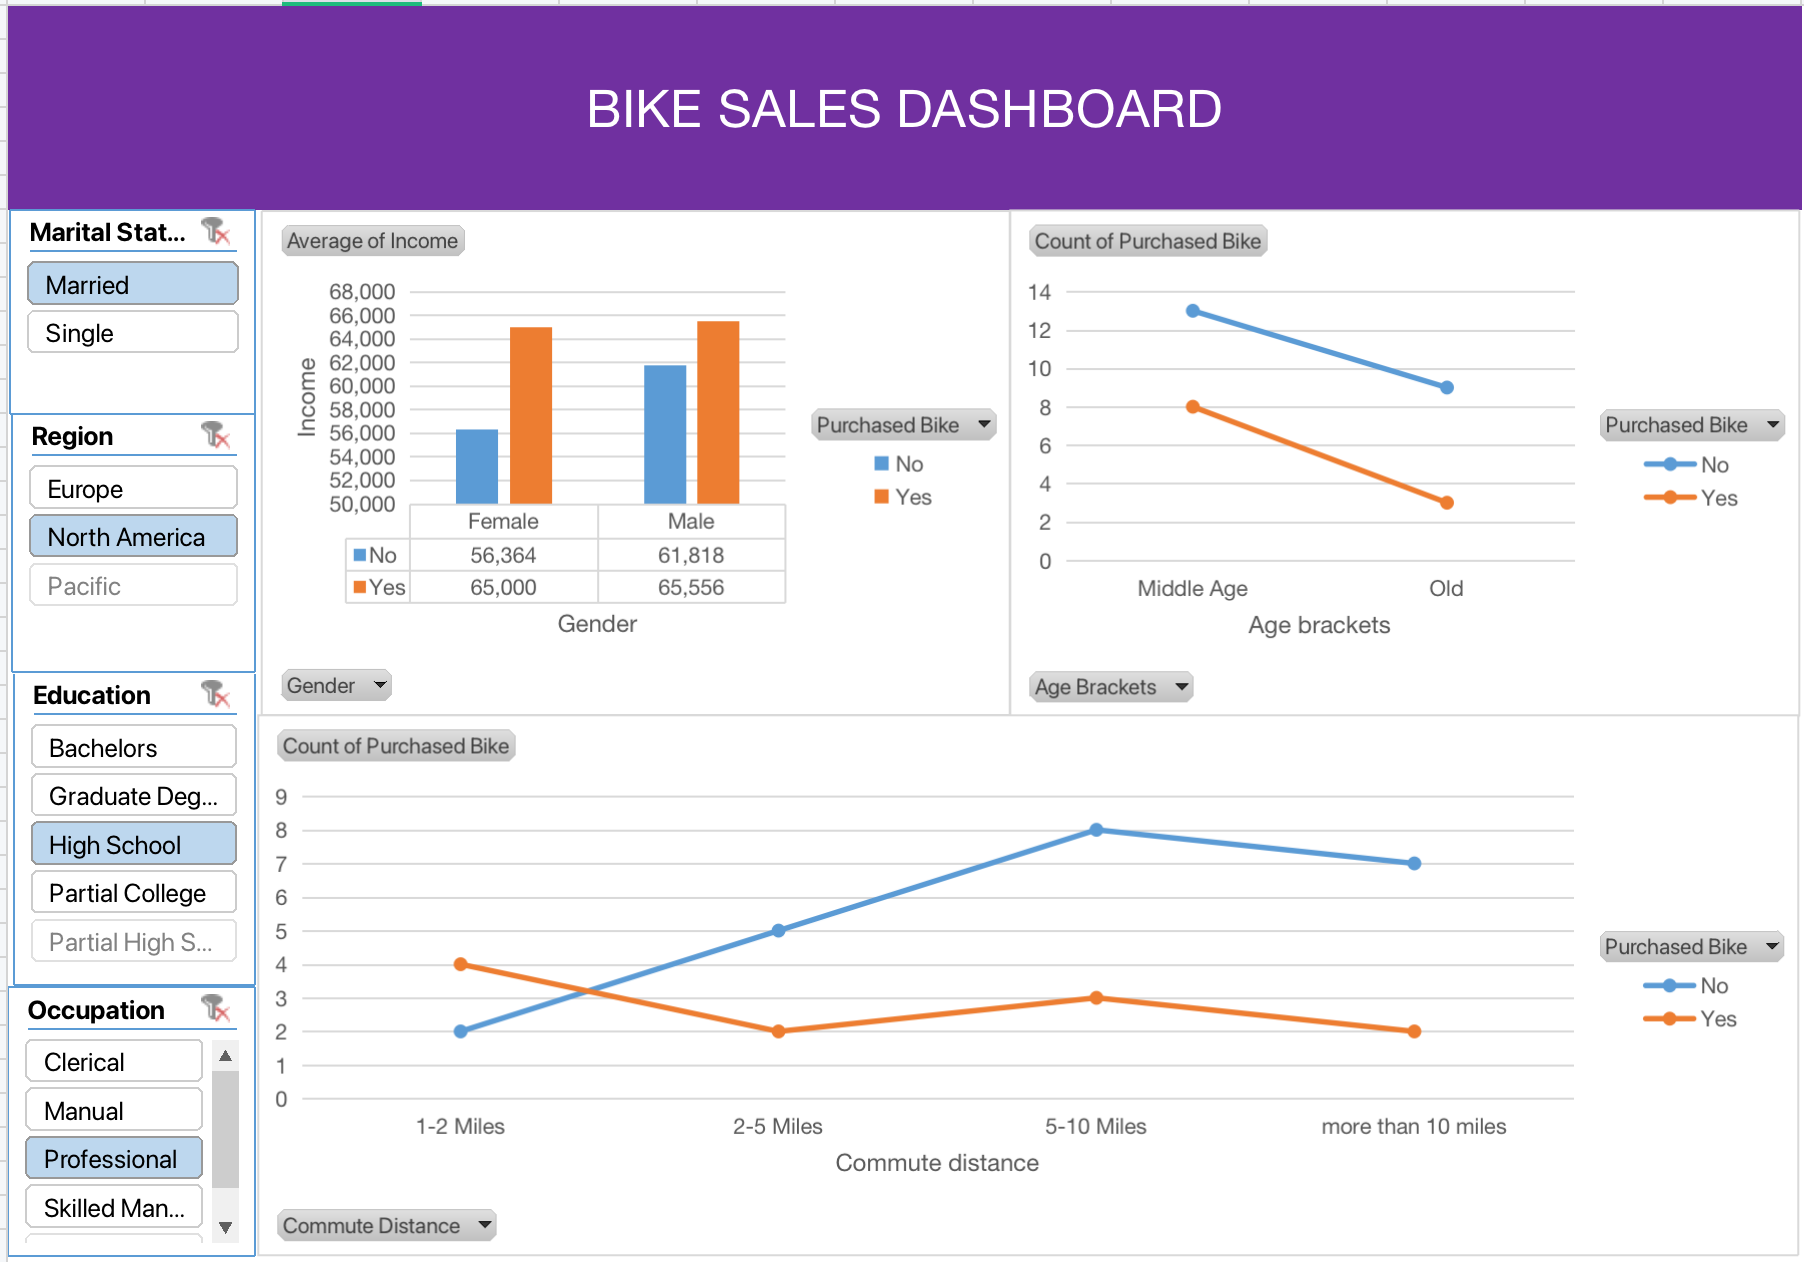 BIKE SALES DASHBOARD
Marital Stat...
Married
Single
Region
Europe
North America
Pacific
Education
Bachelors
Graduate Deg...
High School
Partial College
Partial High S...
Occupation
Clerical
Manual
Professional
Skilled Man...
Average of Income
68,000
66,000
64,000
62,000
60,000
58,000
56,000
54,000
52,000
50,000
Income
Female Male
No 56,364 61,818
Yes 65,000 65,556
Gender
Purchased Bike
No
Yes
Gender
Count of Purchased Bike
14
12
10
8
6
4
2
0
Middle Age Old
Age brackets
Purchased Bike
No
Yes
Age Brackets
Count of Purchased Bike
9
8
7
6
5
4
3
2
1
0
1-2 Miles 2-5 Miles 5-10 Miles more than 10 miles
Commute distance
Purchased Bike
No
Yes
Commute Distance